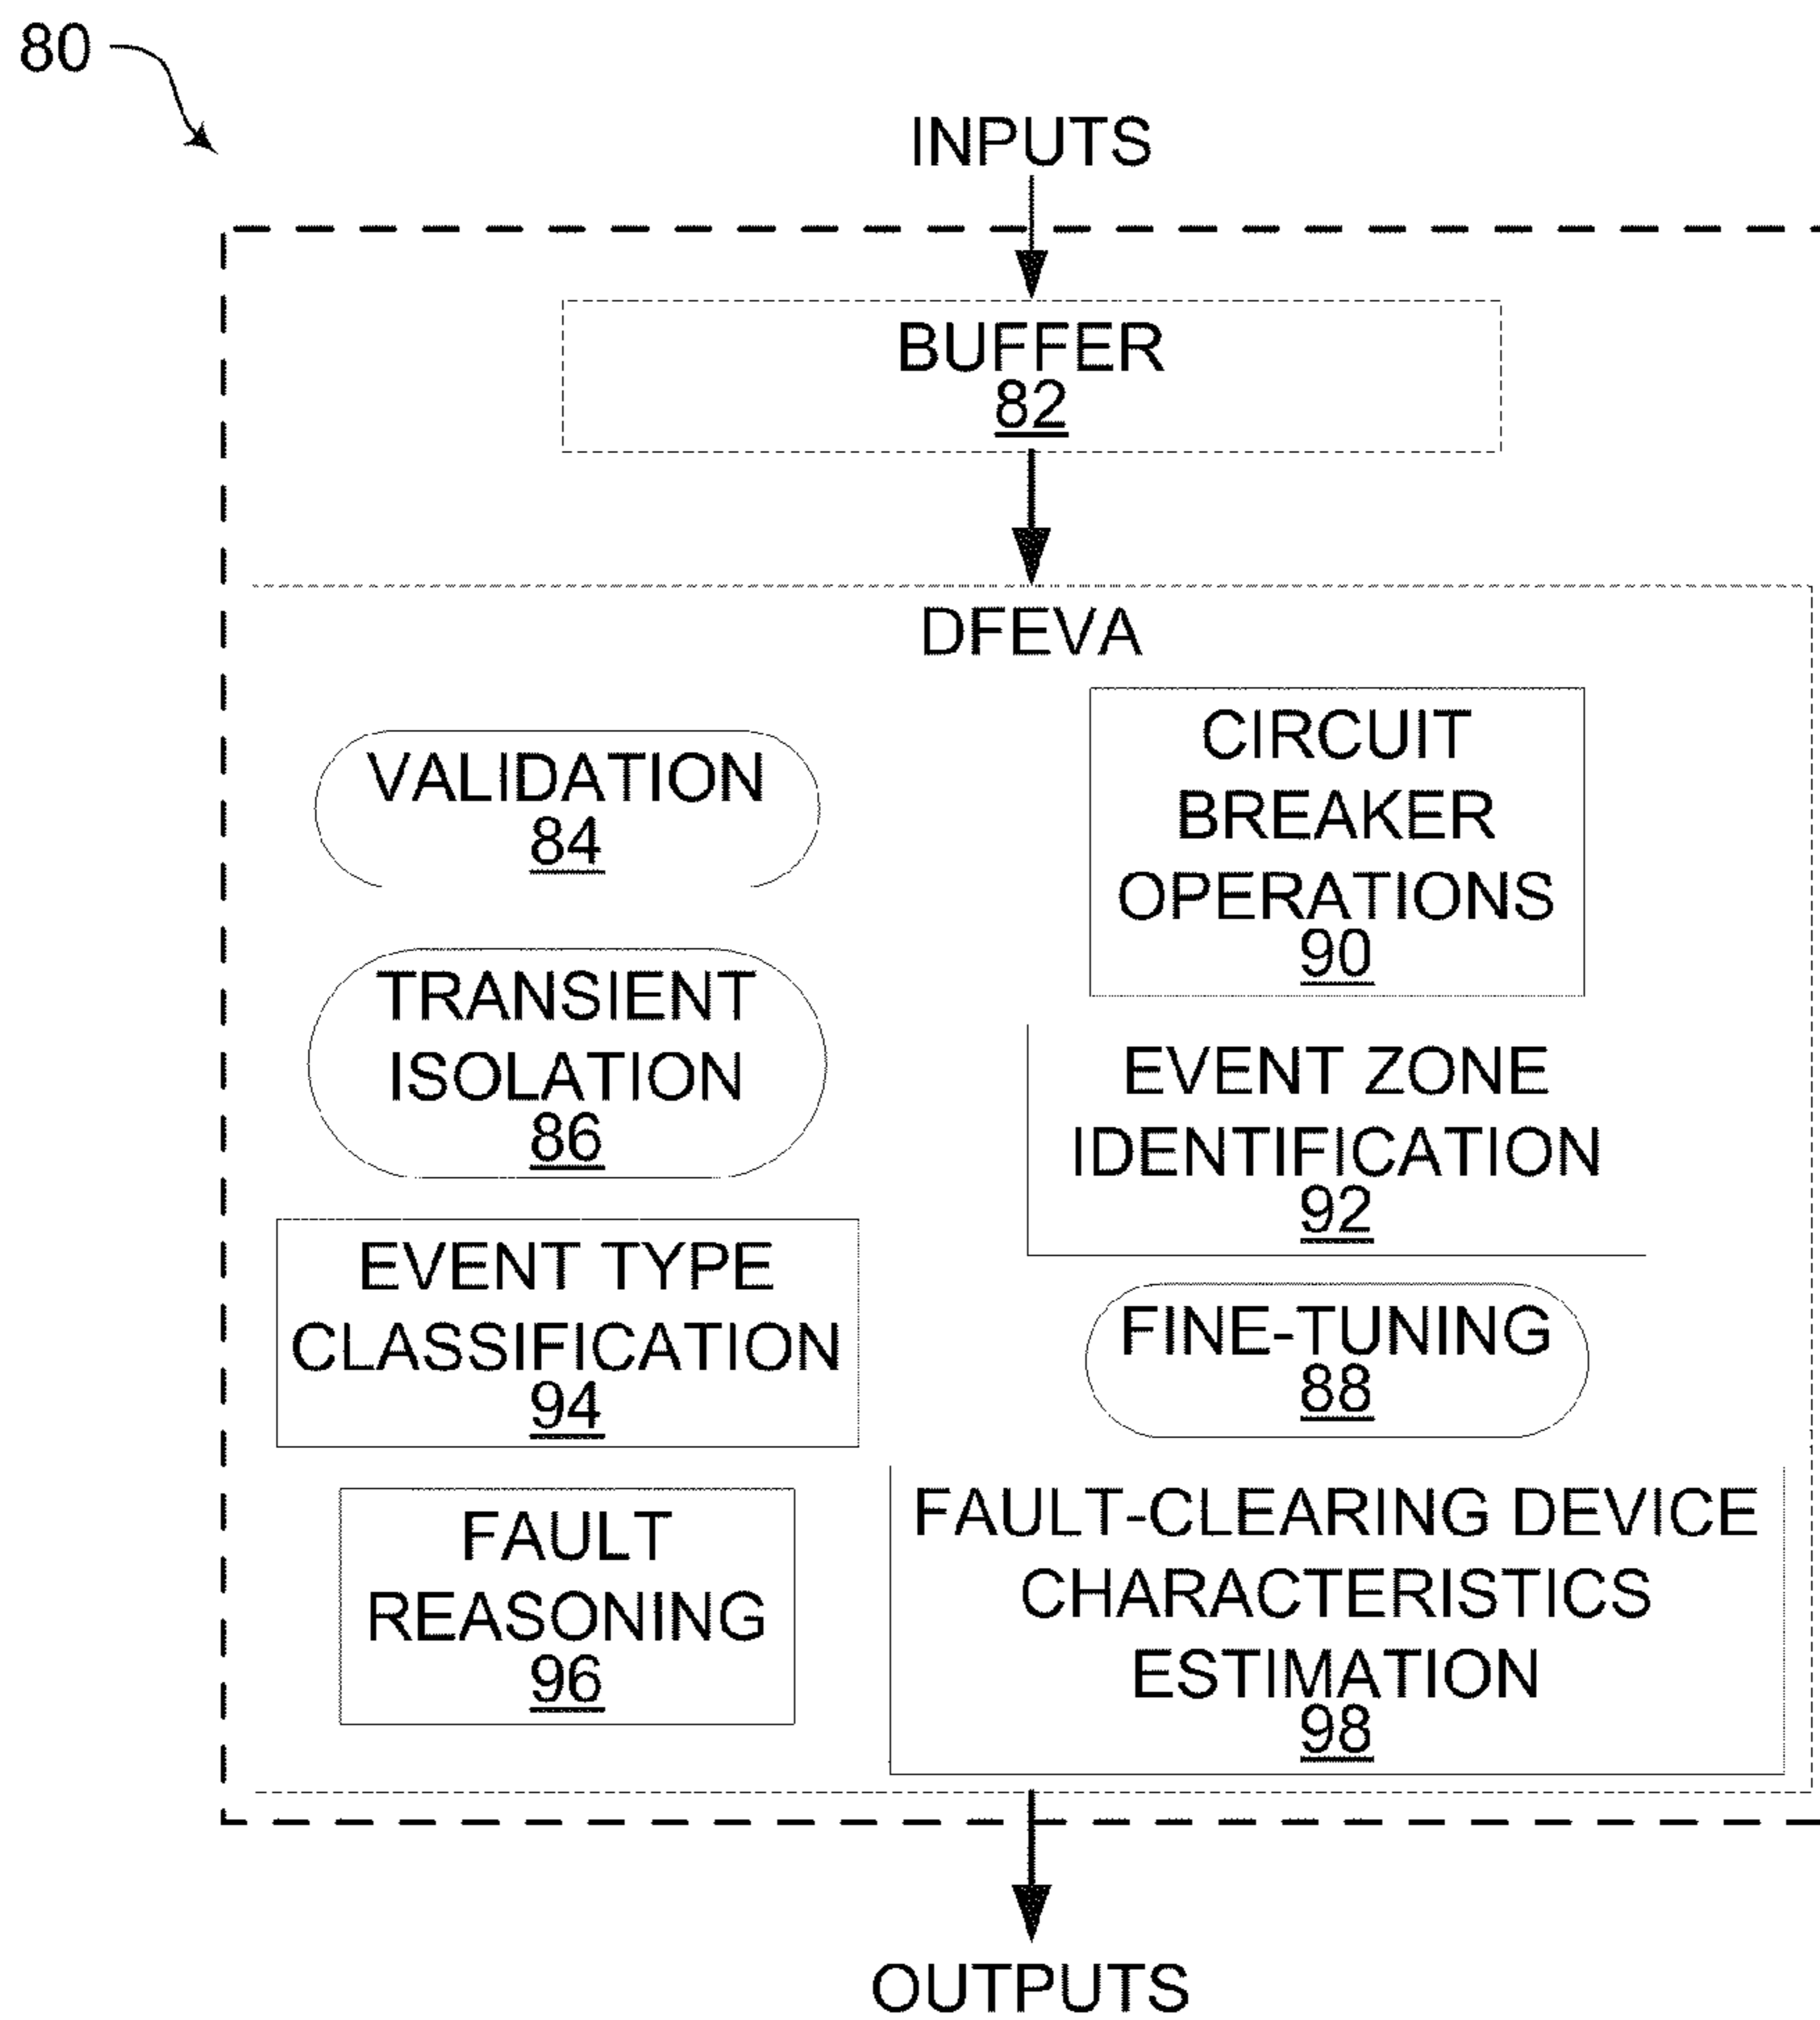 80
INPUTS
BUFFER
82
DFEVA
VALIDATION
84
TRANSIENT
ISOLATION
86
EVENT TYPE
CLASSIFICATION
94
FAULT
REASONING
96
CIRCUIT
BREAKER
OPERATIONS
90
EVENT ZONE
IDENTIFICATION
92
FINE-TUNING
88
FAULT-CLEARING DEVICE
CHARACTERISTICS
ESTIMATION
98
OUTPUTS